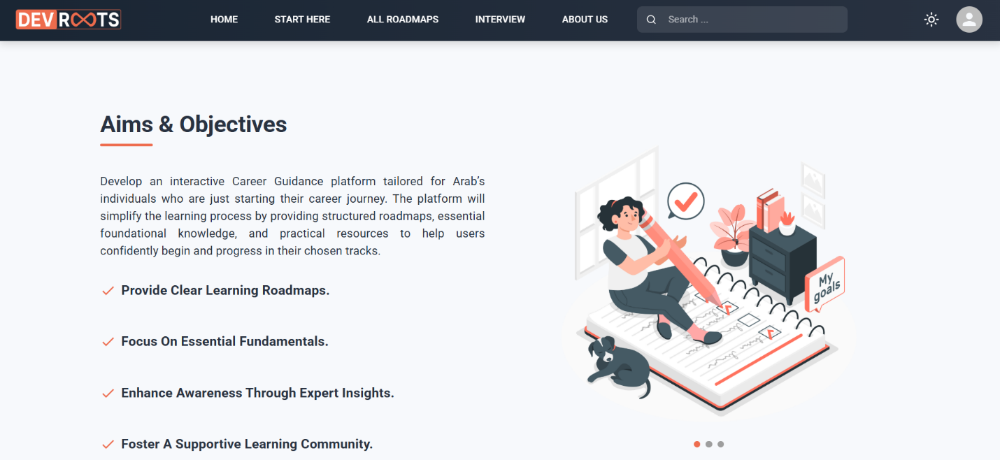 DEVROOTS
HOME
START HERE
ALL ROADMAPS
INTERVIEW
ABOUT US
Search ...
Aims & Objectives
Develop an interactive Career Guidance platform tailored for Arab’s
individuals who are just starting their career journey. The platform will
simplify the learning process by providing structured roadmaps, essential
foundational knowledge, and practical resources to help users
confidently begin and progress in their chosen tracks.
Provide Clear Learning Roadmaps.
Focus On Essential Fundamentals.
Enhance Awareness Through Expert Insights.
Foster A Supportive Learning Community.
My
goals